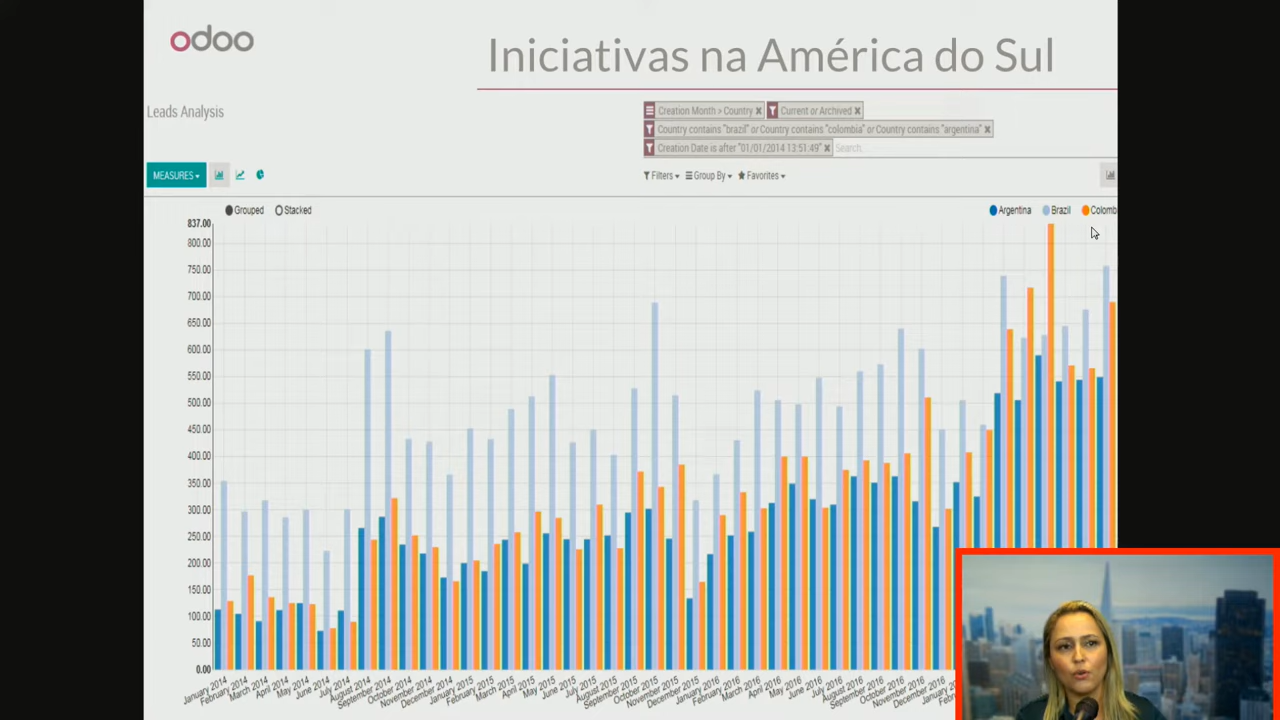 odoo
Iniciativas na América do Sul
Leads Analysis
Creation Month > Country ×
Current or Archived ×
Country contains "brazil" or Country contains "colombia" or Country contains "argentina" ×
Creation Date is after "01/01/2014 13:51:49" × Search...
MEASURES
Filters Group By Favorites
Grouped Stacked
Argentina Brazil Colomb
837.00
800.00
750.00
700.00
650.00
600.00
550.00
500.00
450.00
400.00
350.00
300.00
250.00
200.00
150.00
100.00
50.00
0.00
January 2014
February 2014
March 2014
April 2014
May 2014
June 2014
July 2014
August 2014
September 2014
October 2014
November 2014
December 2014
January 2015
February 2015
March 2015
April 2015
May 2015
June 2015
July 2015
August 2015
September 2015
October 2015
November 2015
December 2015
January 2016
February 2016
March 2016
April 2016
May 2016
June 2016
July 2016
August 2016
September 2016
October 2016
November 2016
December 2016